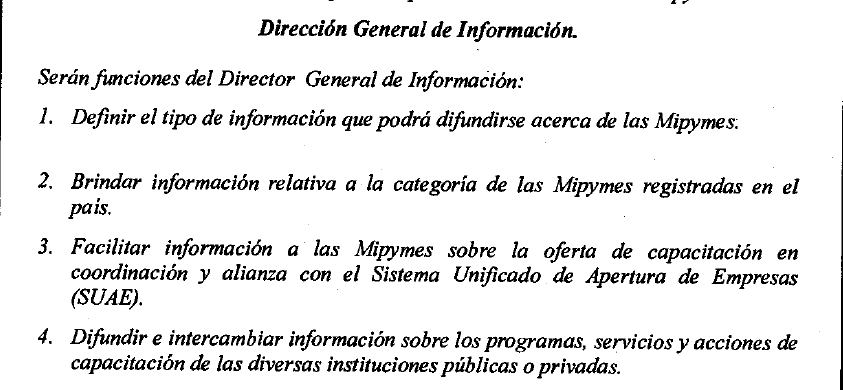 Dirección General de Información.
Serán funciones del Director General de Información:
1. Definir el tipo de información que podrá difundirse acerca de las Mipymes.
2. Brindar información relativa a la categoría de las Mipymes registradas en el
país.
3. Facilitar información a las Mipymes sobre la oferta de capacitación en
coordinación y alianza con el Sistema Unificado de Apertura de Empresas
(SUAE).
4. Difundir e intercambiar información sobre los programas, servicios y acciones de
capacitación de las diversas instituciones públicas o privadas.